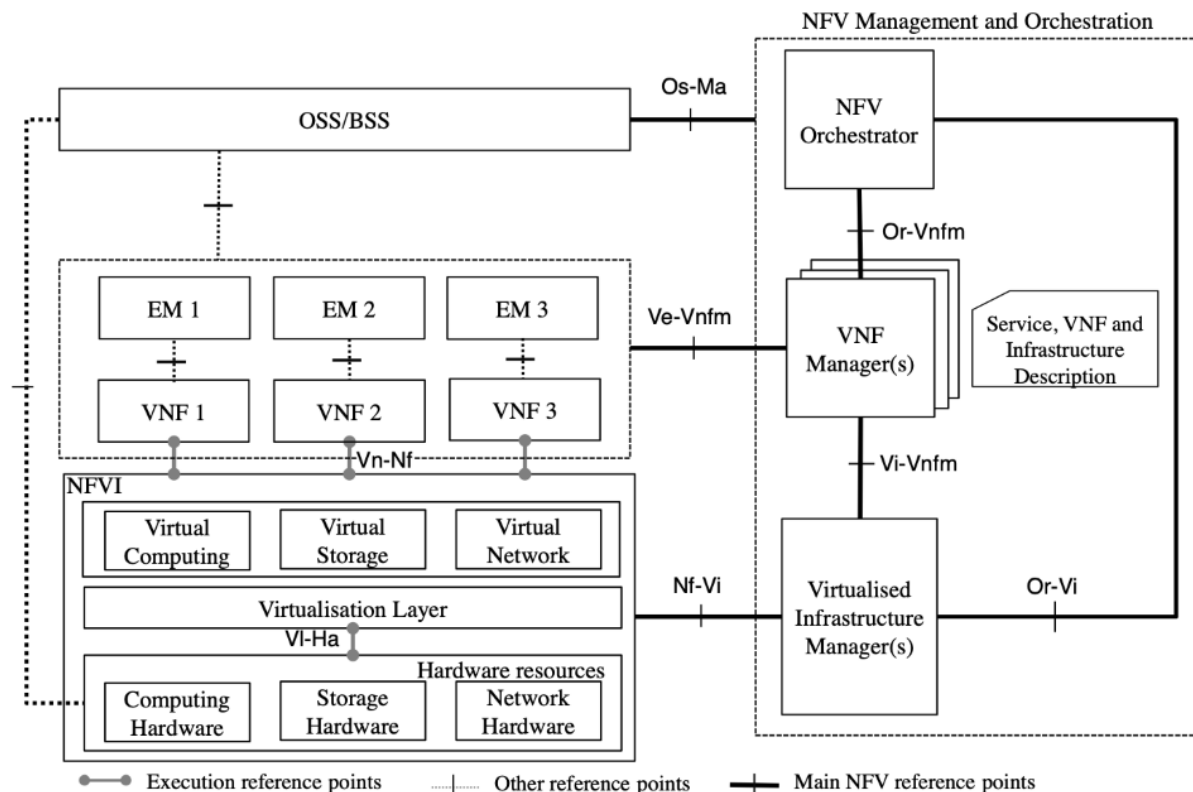 NFV Management and Orchestration
Os-Ma
OSS/BSS
NFV
Orchestrator
Or-Vnfm
EM 1
EM 2
EM 3
Ve-Vnfm
VNF
Manager(s)
Service, VNF and
Infrastructure
Description
VNF 1
VNF 2
VNF 3
Vn-Nf
Vi-Vnfm
NFVI
Virtual
Computing
Virtual
Storage
Virtual
Network
Nf-Vi
Virtualised
Infrastructure
Manager(s)
Or-Vi
Virtualisation Layer
Vl-Ha
Hardware resources
Computing
Hardware
Storage
Hardware
Network
Hardware
Execution reference points
Other reference points
Main NFV reference points